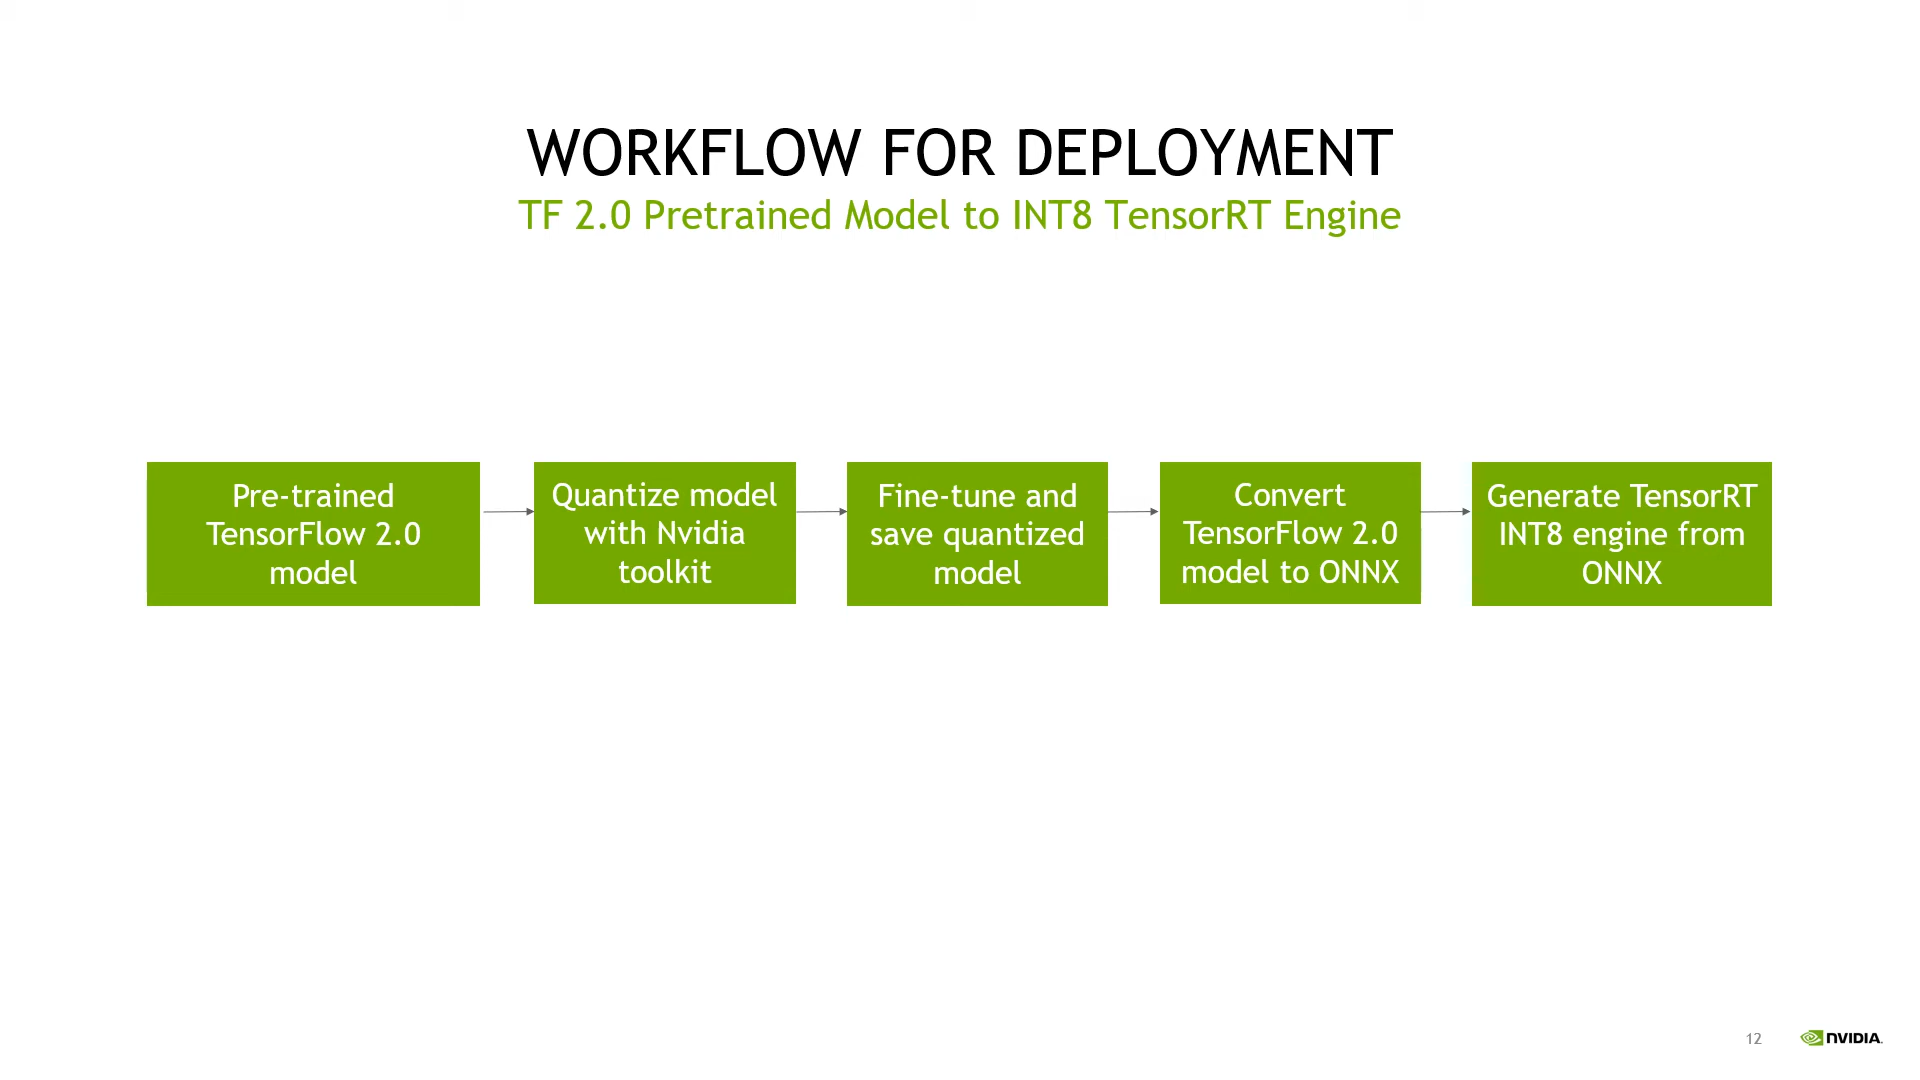 WORKFLOW FOR DEPLOYMENT
TF 2.0 Pretrained Model to INT8 TensorRT Engine
Pre-trained
TensorFlow 2.0
model
Quantize model
with Nvidia
toolkit
Fine-tune and
save quantized
model
Convert
TensorFlow 2.0
model to ONNX
Generate TensorRT
INT8 engine from
ONNX
12
NVIDIA.